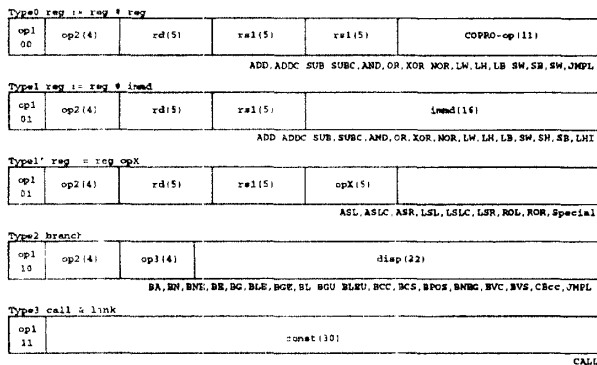 Type0 reg := reg # reg
op1 00 op2(4) rd(5) rs1(5) rs1(5) COPRO-op(11)
ADD,ADDC SUB SUBC,AND,OR,XOR NOR,LW,LH,LB SW,SB,SW,JMPL
Type1 reg := reg # immd
op1 01 op2(4) rd(5) rs1(5) immd(16)
ADD ADDC SUB,SUBC,AND,OR,XOR NOR,LW,LH,LB,SW,SH,SB,LHI
Type1' reg = reg opX
op1 01 op2(4) rd(5) rs1(5) opX(5)
ASL,ASLC,ASR,LSL,LSLC,LSR,ROL,ROR,Special
Type2 branch
op1 10 op2(4) op3(4) disp(22)
BA,BN,BNE,BE,BG,BLE,BGE,BL BGU BLEU,BCC,BCS,BPOS,BNEG,BVC,BVS,CBcc,JMPL
Type3 call & link
op1 11 const(30)
CALL